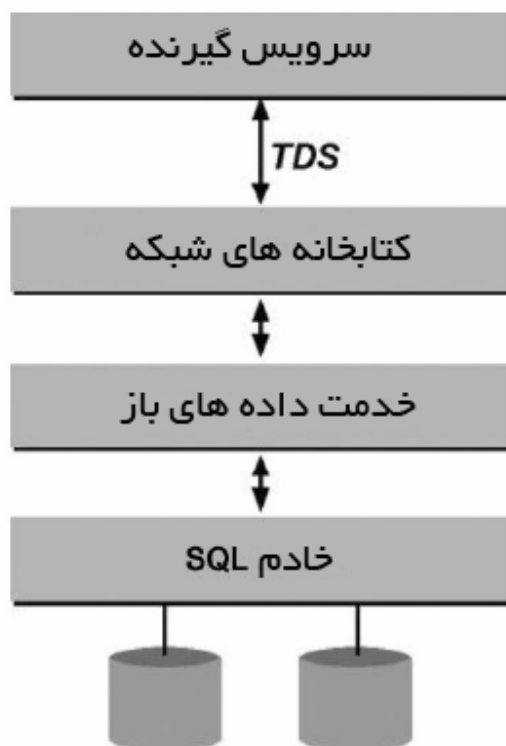 سرویس گیرنده
TDS
کتابخانه های شبکه
خدمت داده های باز
خادم SQL